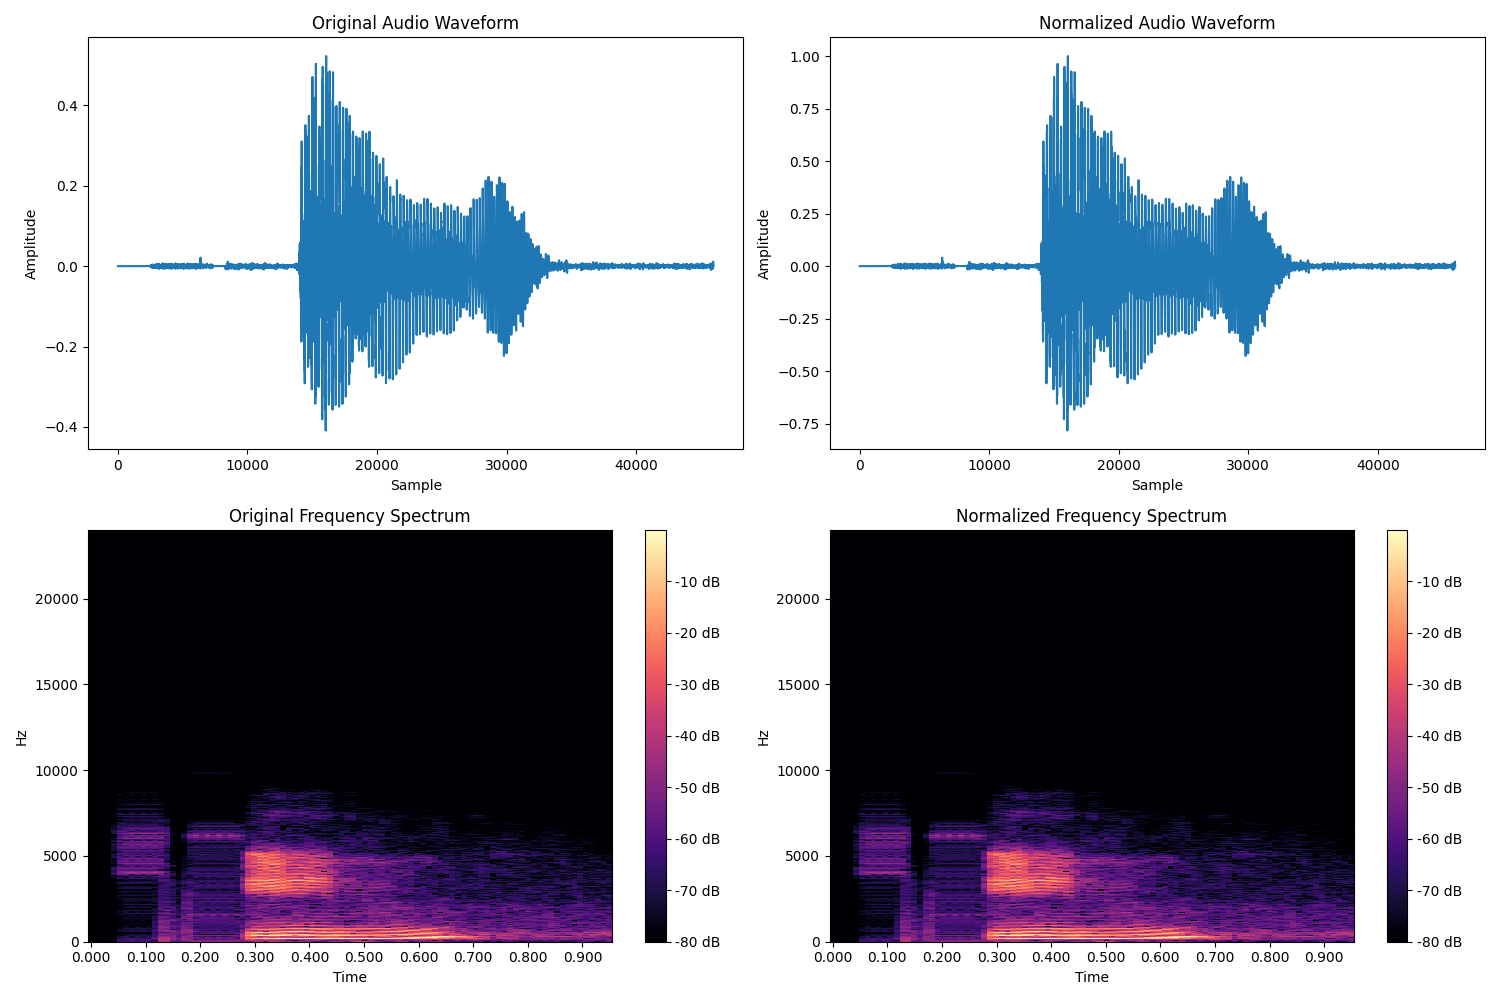 Original Audio Waveform
Amplitude
0.4
0.2
0.0
−0.2
−0.4
0 10000 20000 30000 40000
Sample
Normalized Audio Waveform
Amplitude
1.00
0.75
0.50
0.25
0.00
−0.25
−0.50
−0.75
0 10000 20000 30000 40000
Sample
Original Frequency Spectrum
Hz
20000
15000
10000
5000
0
0.000 0.100 0.200 0.300 0.400 0.500 0.600 0.700 0.800 0.900
Time
-10 dB
-20 dB
-30 dB
-40 dB
-50 dB
-60 dB
-70 dB
-80 dB
Normalized Frequency Spectrum
Hz
20000
15000
10000
5000
0
0.000 0.100 0.200 0.300 0.400 0.500 0.600 0.700 0.800 0.900
Time
-10 dB
-20 dB
-30 dB
-40 dB
-50 dB
-60 dB
-70 dB
-80 dB